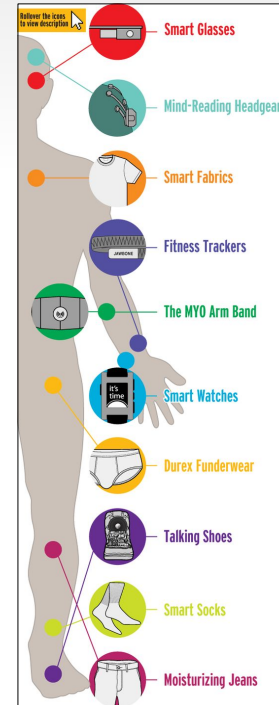 Rollover the icons
to view description
Smart Glasses
Mind-Reading Headgear
Smart Fabrics
Fitness Trackers
JAWBONE
The MYO Arm Band
it's
time
Smart Watches
Durex Funderwear
Talking Shoes
Smart Socks
Moisturizing Jeans